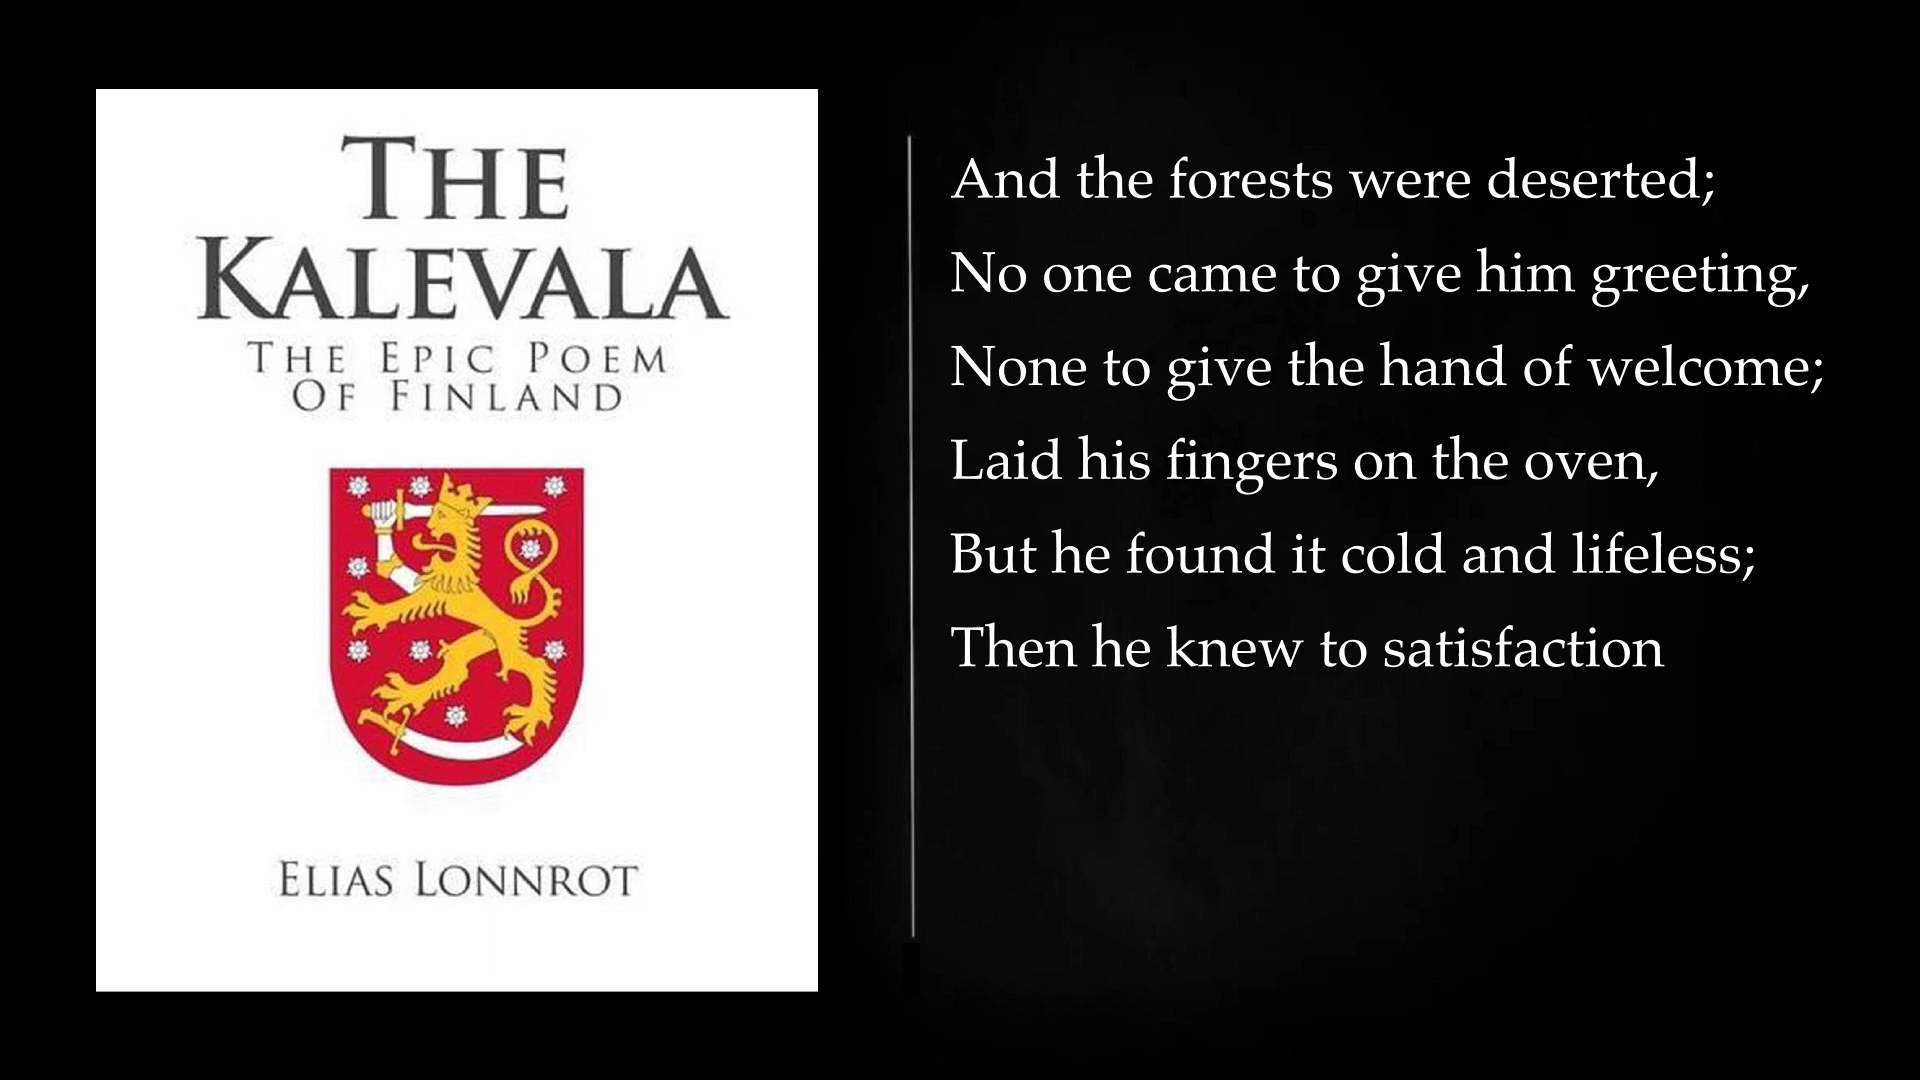 THE
KALEVALA
THE EPIC POEM
OF FINLAND
ELIAS LONNROT
And the forests were deserted;
No one came to give him greeting,
None to give the hand of welcome;
Laid his fingers on the oven,
But he found it cold and lifeless;
Then he knew to satisfaction